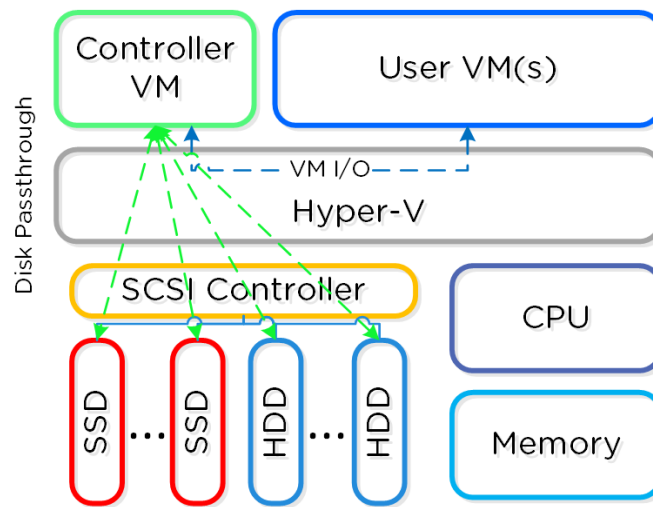 Controller
VM
User VM(s)
Disk Passthrough
VM I/O
Hyper-V
SCSI Controller
CPU
SSD
...
SSD
HDD
...
HDD
Memory